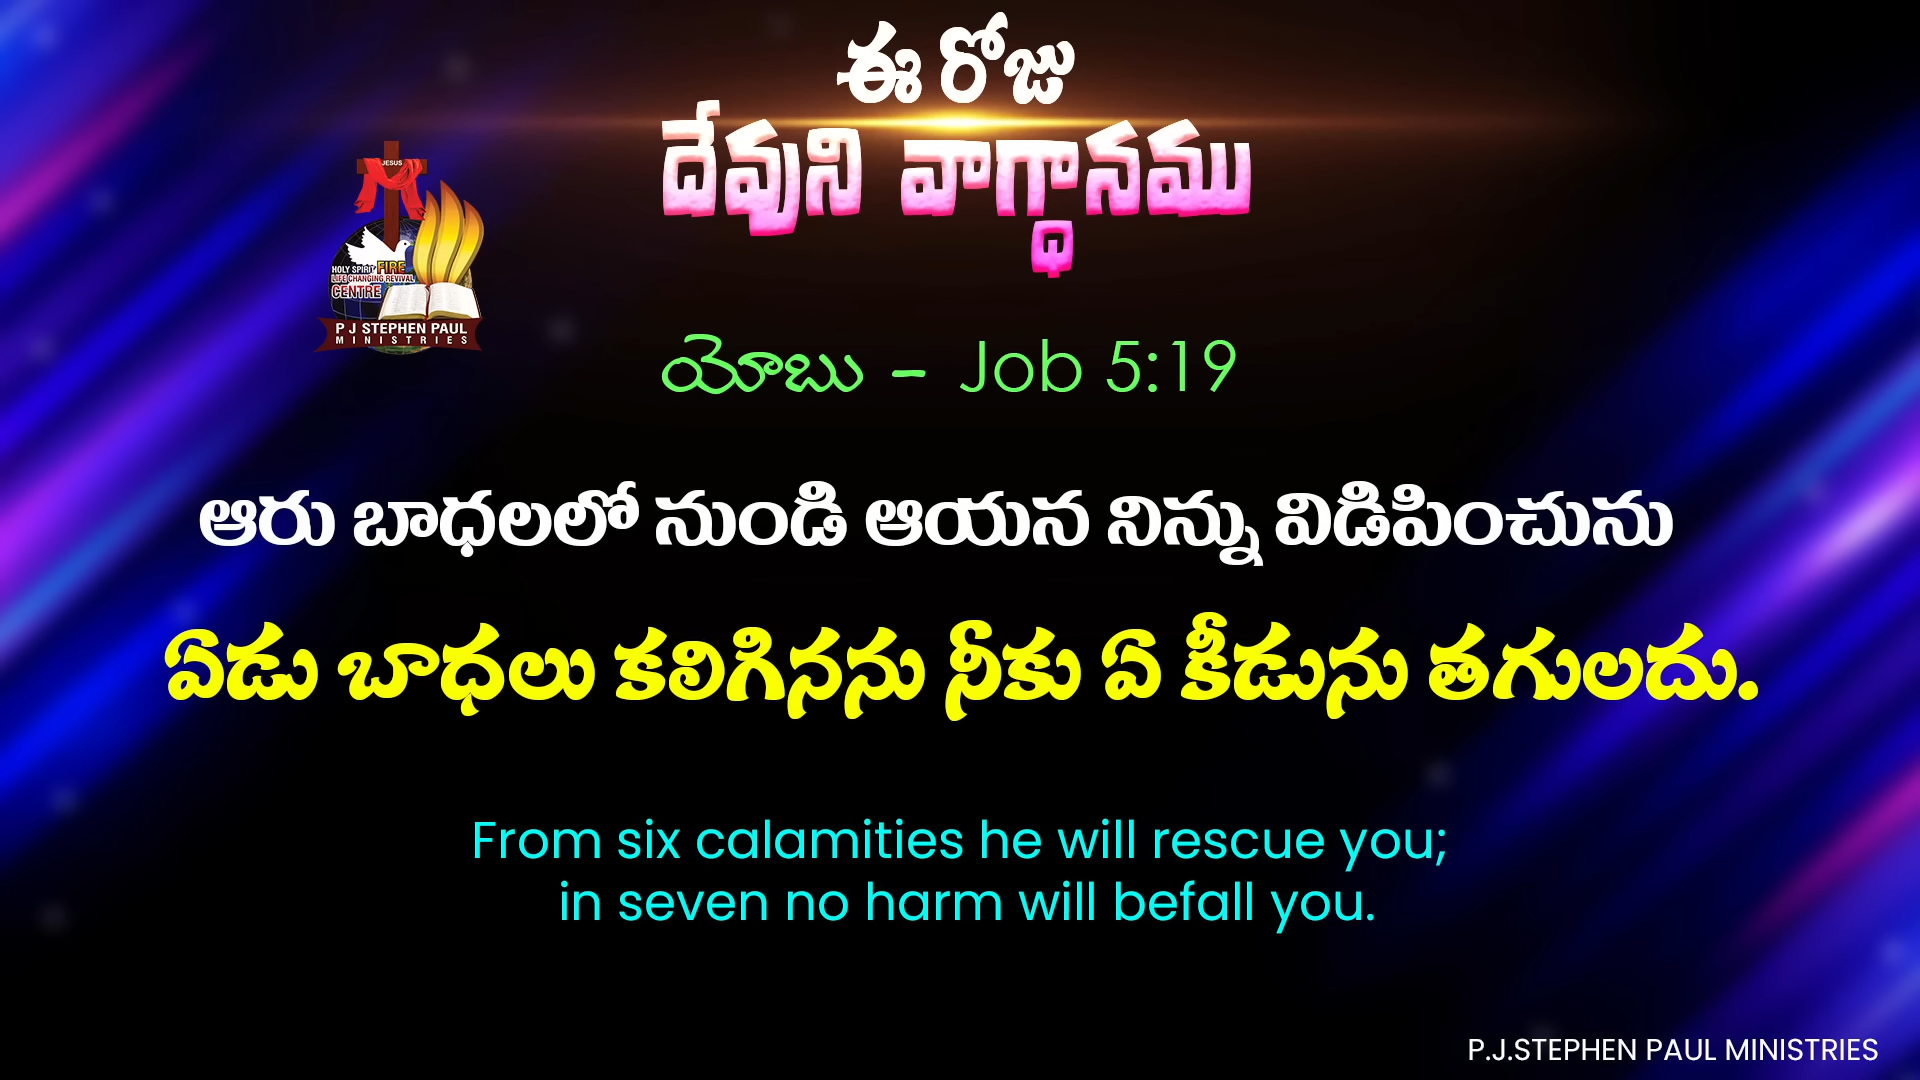 ఈ రోజు
దేవుని వాగ్ధానము
JESUS
HOLY SPIRIT FIRE
LIFE CHANGING REVIVAL
CENTRE
P J STEPHEN PAUL
MINISTRIES
యోబు – Job 5:19
ఆరు బాధలలో నుండి ఆయన నిన్ను విడిపించును
ఏడు బాధలు కలిగినను నీకు ఏ కీడును తగులదు.
From six calamities he will rescue you;
in seven no harm will befall you.
P.J.STEPHEN PAUL MINISTRIES